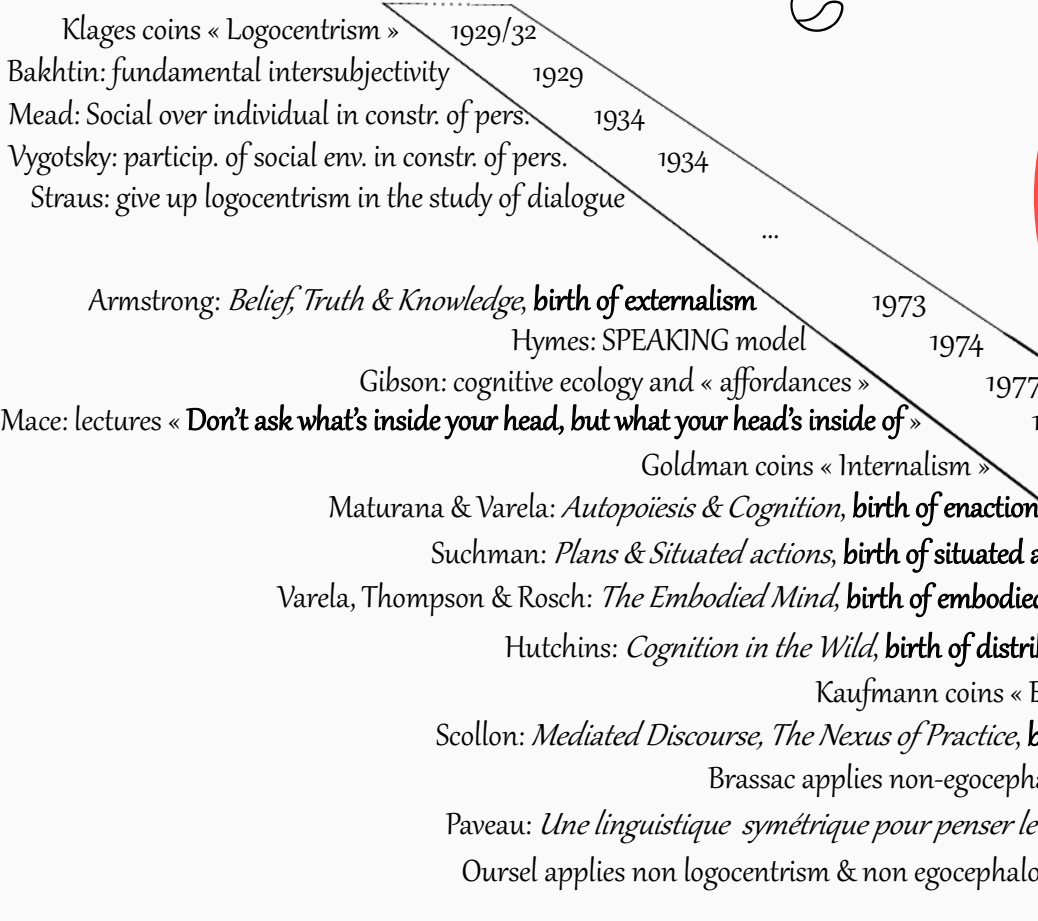 Klages coins « Logocentrism » 1929/32
Bakhtin: fundamental intersubjectivity 1929
Mead: Social over individual in constr. of pers. 1934
Vygotsky: particip. of social env. in constr. of pers. 1934
Straus: give up logocentrism in the study of dialogue
...
Armstrong: Belief, Truth & Knowledge, birth of externalism 1973
Hymes: SPEAKING model 1974
Gibson: cognitive ecology and « affordances » 1977
Mace: lectures « Don’t ask what’s inside your head, but what your head’s inside of »
Goldman coins « Internalism »
Maturana & Varela: Autopoïesis & Cognition, birth of enaction
Suchman: Plans & Situated actions, birth of situated
Varela, Thompson & Rosch: The Embodied Mind, birth of embodied
Hutchins: Cognition in the Wild, birth of
Kaufmann coins «
Scollon: Mediated Discourse, The Nexus of Practice,
Brassac applies
Paveau: Une linguistique symétrique pour penser le
Oursel applies non logocentrism & non